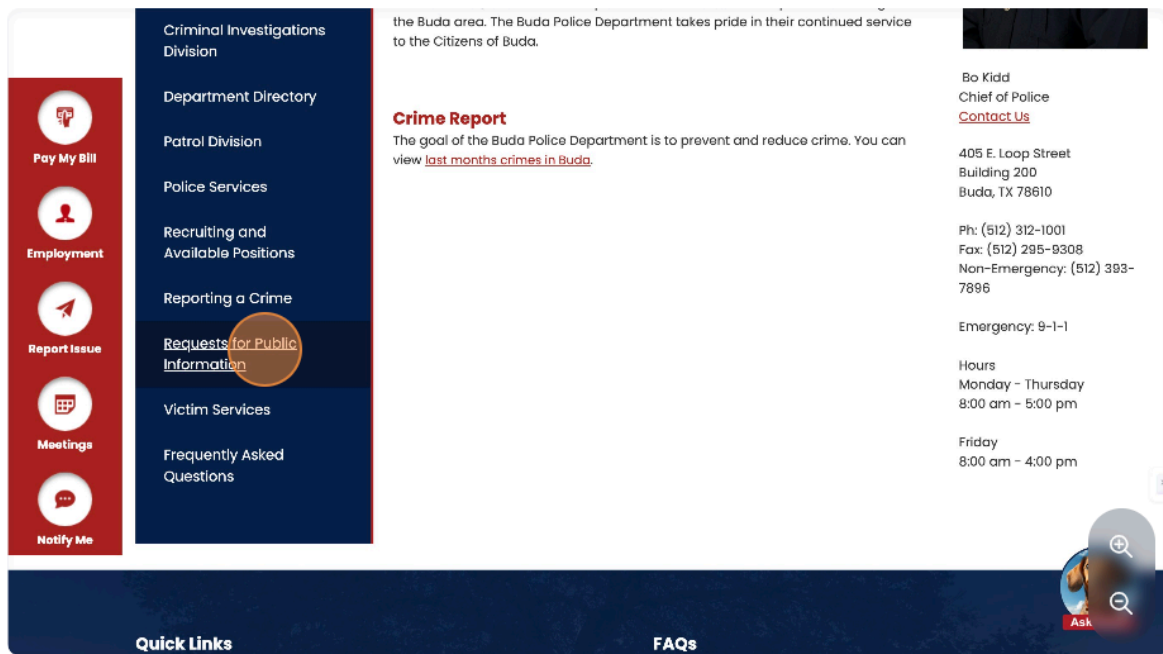 Pay My Bill
Employment
Report Issue
Meetings
Notify Me
Criminal Investigations
Division
Department Directory
Patrol Division
Police Services
Recruiting and
Available Positions
Reporting a Crime
Requests for Public
Information
Victim Services
Frequently Asked
Questions
the Buda area. The Buda Police Department takes pride in their continued service
to the Citizens of Buda.
Crime Report
The goal of the Buda Police Department is to prevent and reduce crime. You can
view last months crimes in Buda.
Bo Kidd
Chief of Police
Contact Us
405 E. Loop Street
Building 200
Buda, TX 78610
Ph: (512) 312-1001
Fax: (512) 295-9308
Non-Emergency: (512) 393-
7896
Emergency: 9-1-1
Hours
Monday - Thursday
8:00 am - 5:00 pm
Friday
8:00 am - 4:00 pm
Ask
Quick Links
FAQs